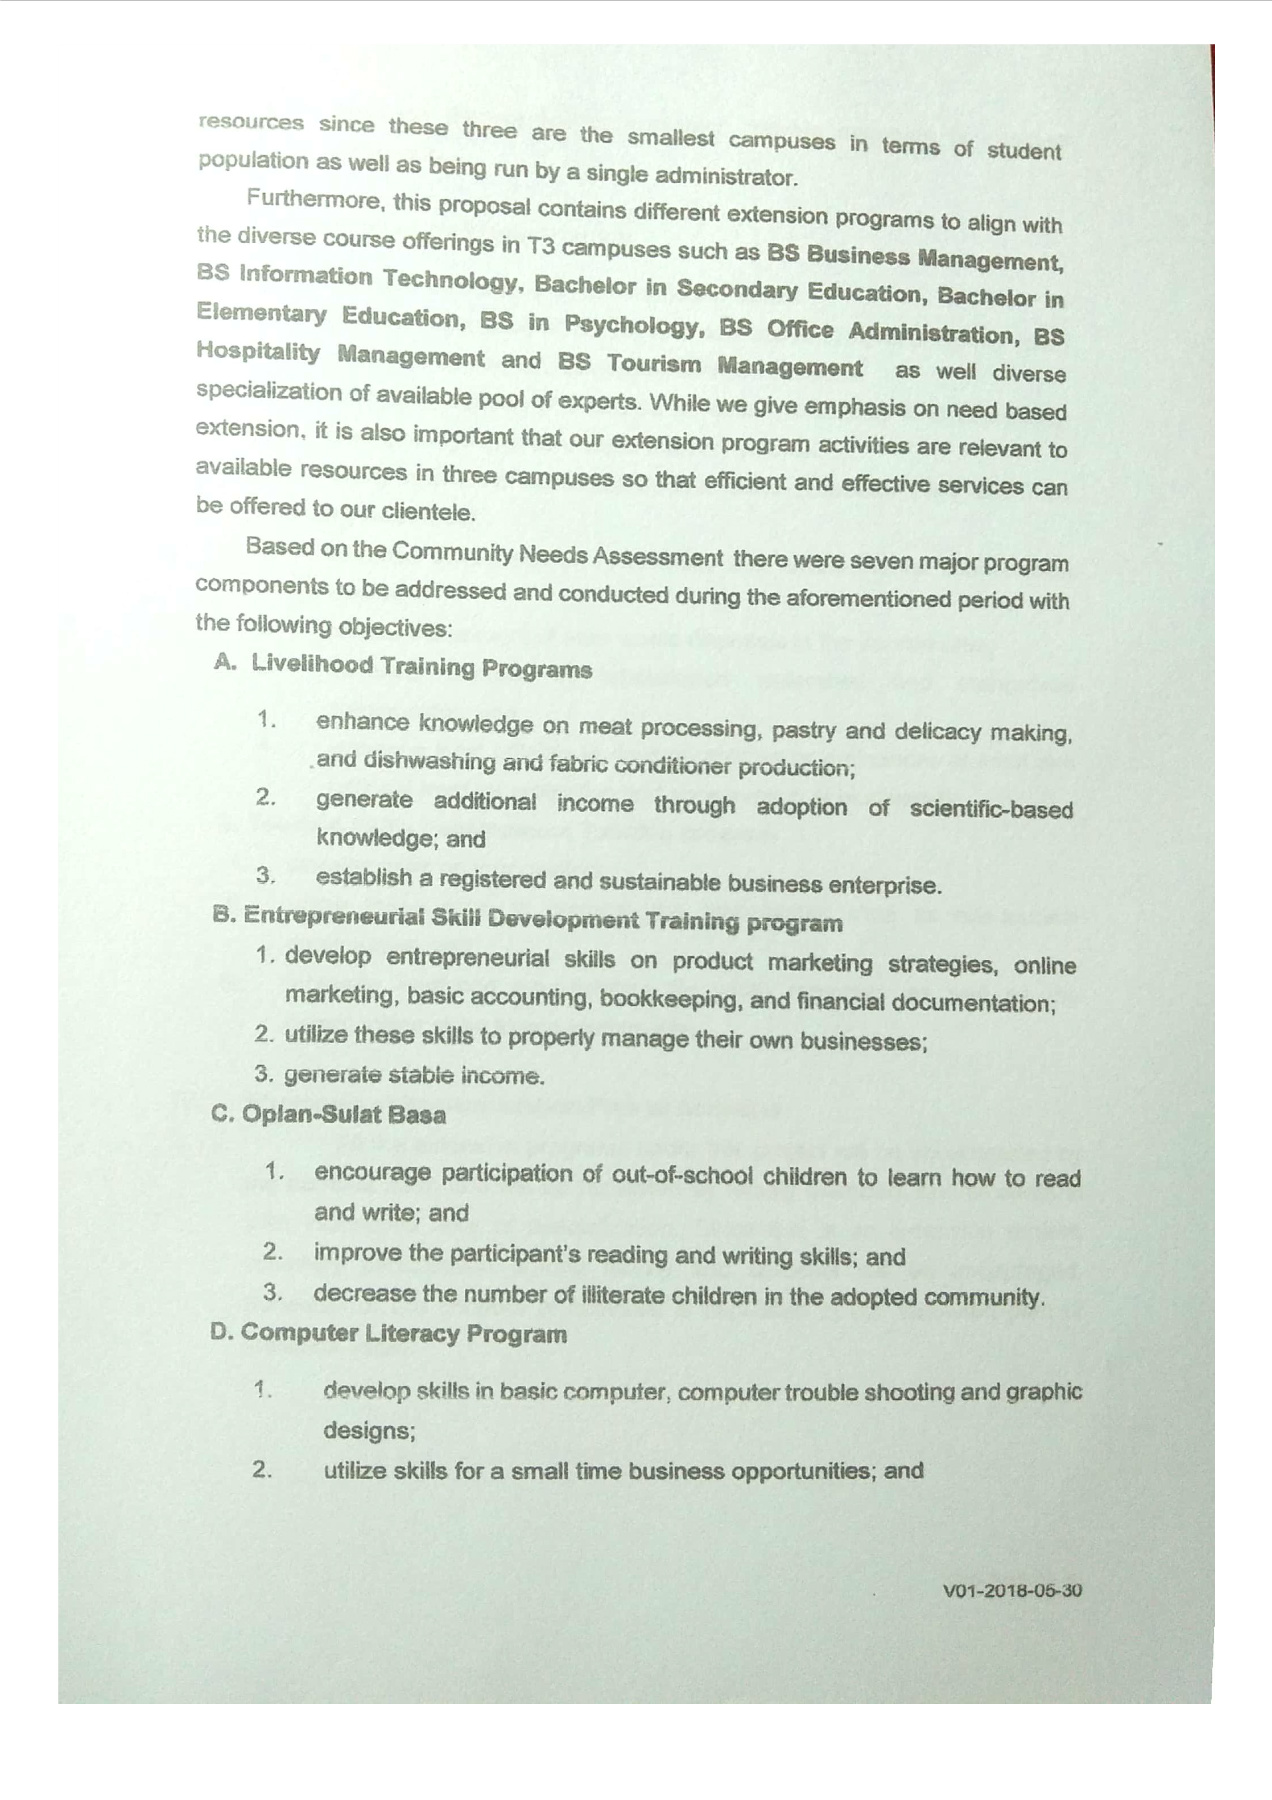 resources since these three are the smallest campuses in terms of student
population as well as being run by a single administrator.
Furthermore, this proposal contains different extension programs to align with
the diverse course offerings in T3 campuses such as BS Business Management,
BS Information Technology, Bachelor in Secondary Education, Bachelor in
Elementary Education, BS in Psychology, BS Office Administration, BS
Hospitality Management and BS Tourism Management as well diverse
specialization of available pool of experts. While we give emphasis on need based
extension, it is also important that our extension program activities are relevant to
available resources in three campuses so that efficient and effective services can
be offered to our clientele.
Based on the Community Needs Assessment there were seven major program
components to be addressed and conducted during the aforementioned period with
the following objectives:
A. Livelihood Training Programs
1. enhance knowledge on meat processing, pastry and delicacy making,
and dishwashing and fabric conditioner production;
2. generate additional income through adoption of scientific-based
knowledge; and
3. establish a registered and sustainable business enterprise.
B. Entrepreneurial Skill Development Training program
1. develop entrepreneurial skills on product marketing strategies, online
marketing, basic accounting, bookkeeping, and financial documentation;
2. utilize these skills to properly manage their own businesses;
3. generate stable income.
C. Oplan-Sulat Basa
1. encourage participation of out-of-school children to learn how to read
and write; and
2. improve the participant's reading and writing skills; and
3. decrease the number of illiterate children in the adopted community.
D. Computer Literacy Program
1. develop skills in basic computer, computer trouble shooting and graphic
designs;
2. utilize skills for a small time business opportunities; and
V01-2018-05-30